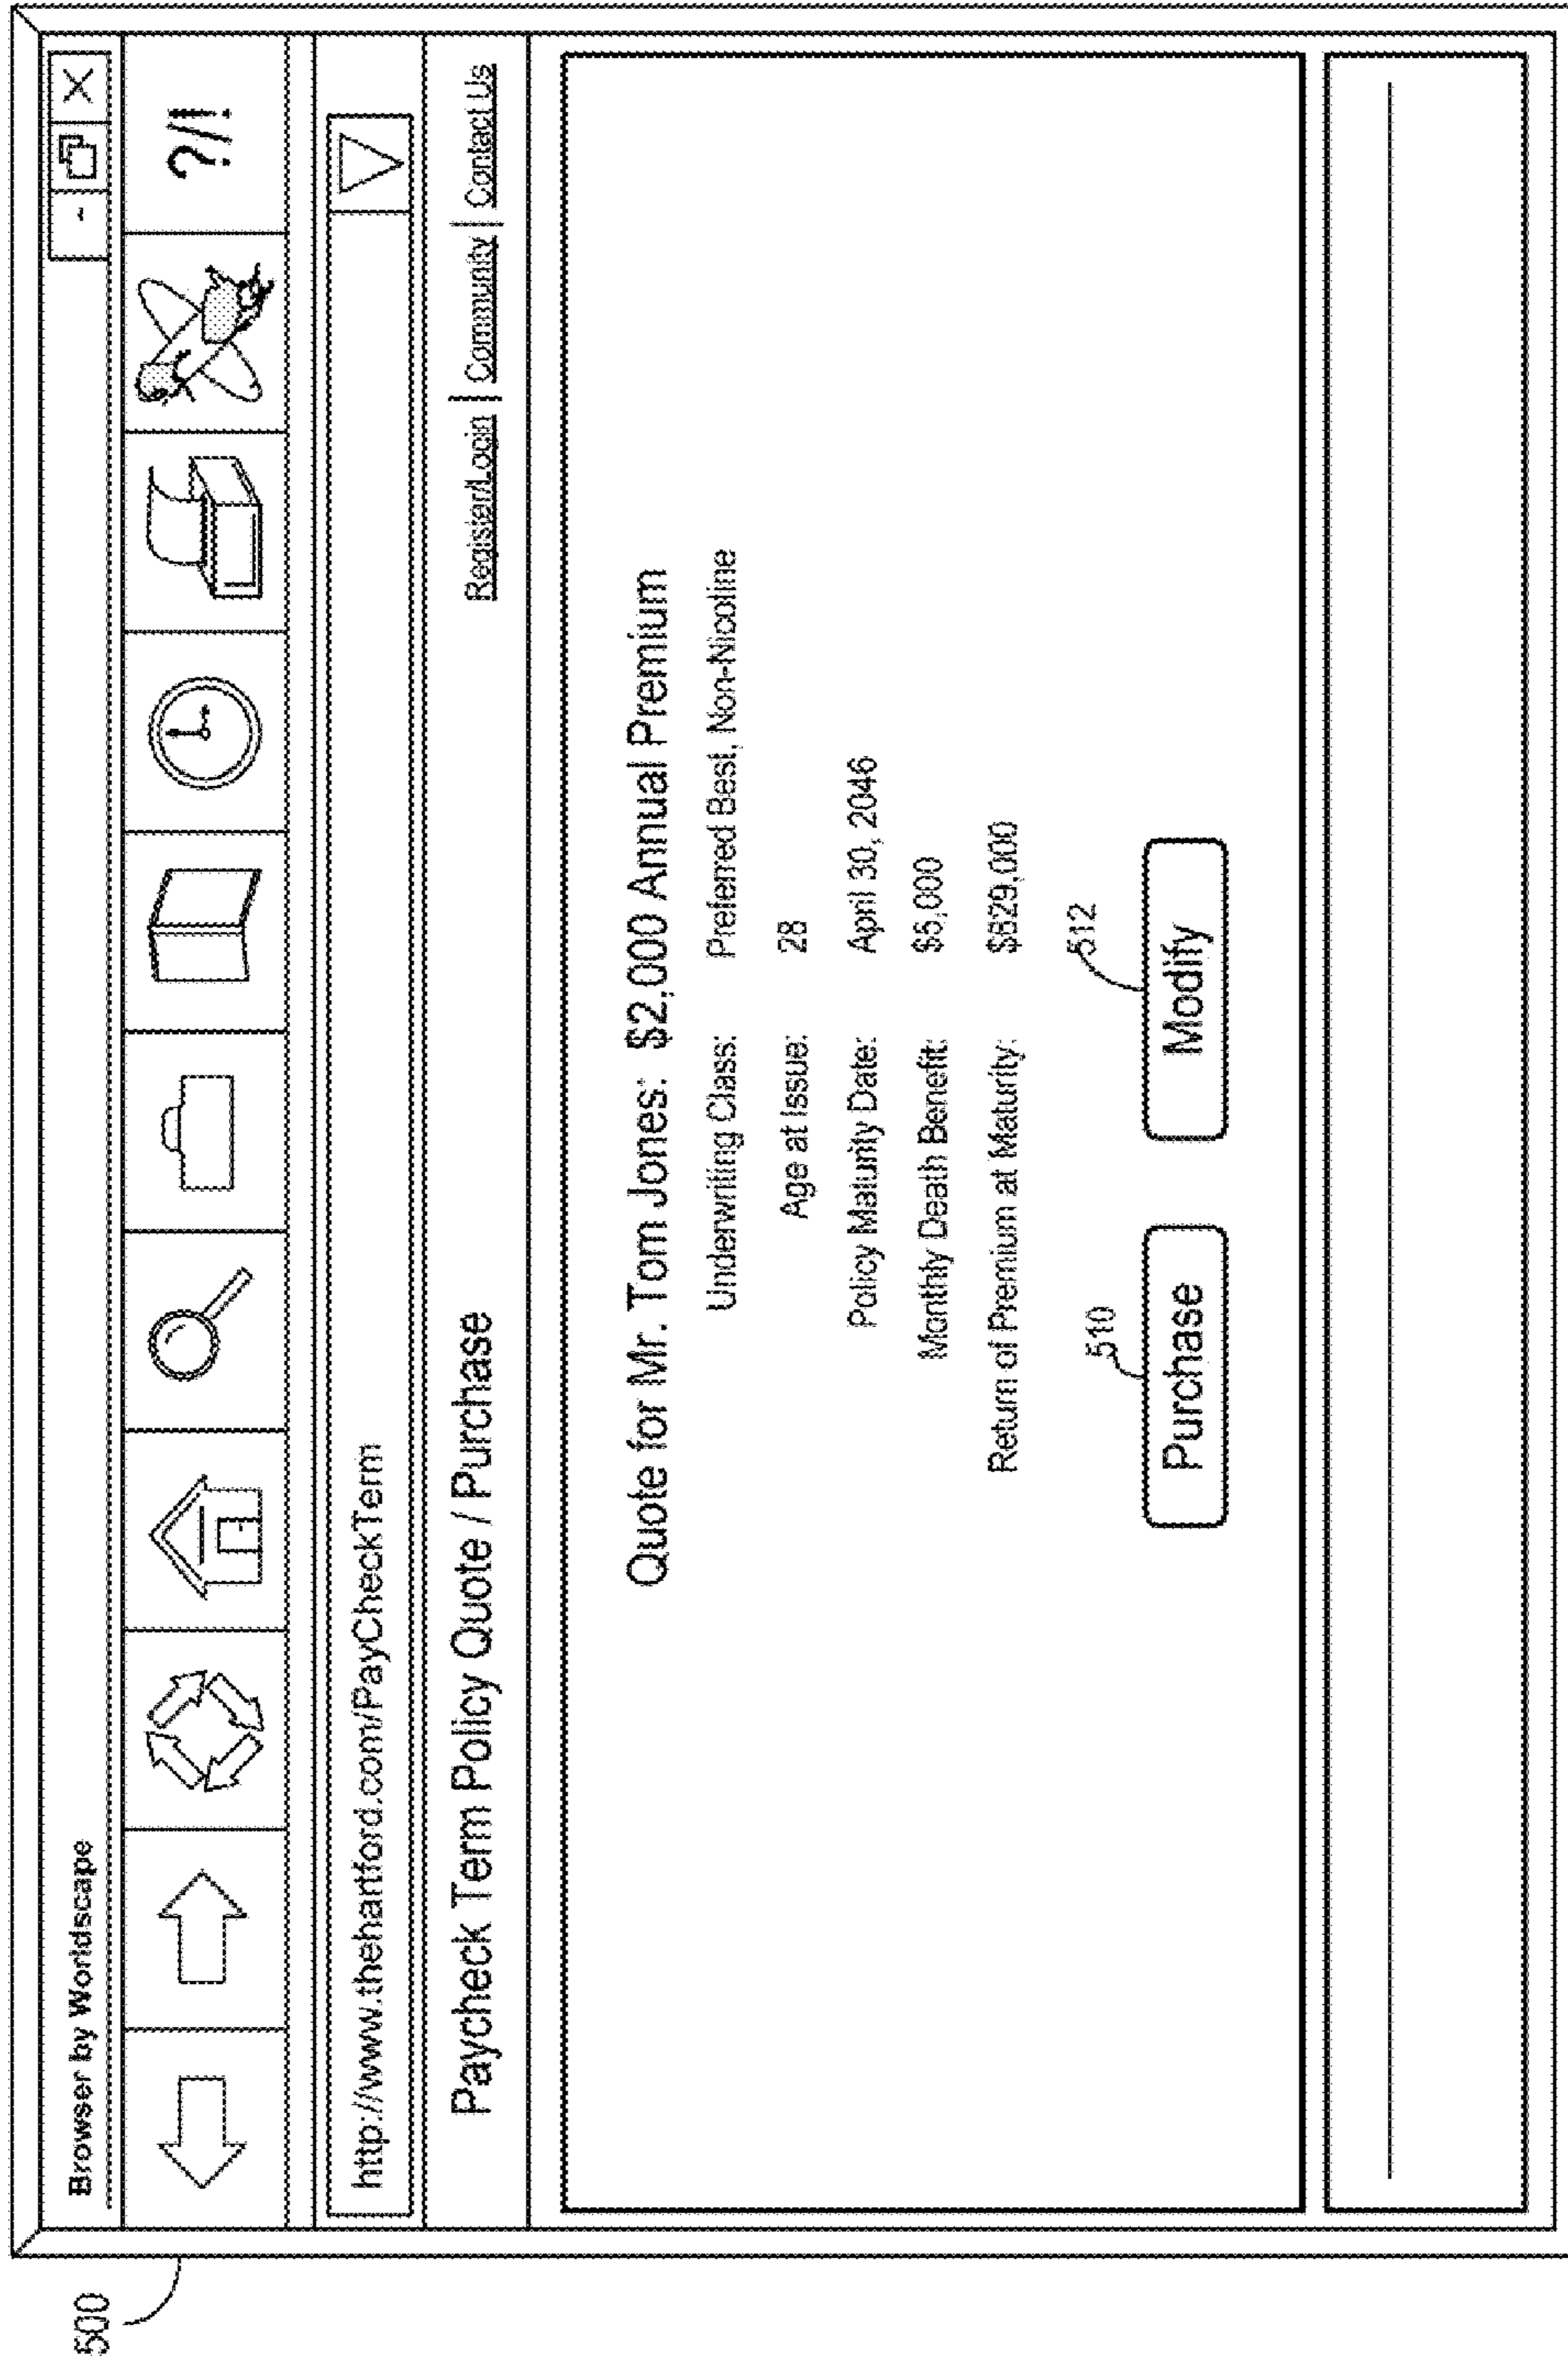 500
Browser by Worldscape
- X
?/!
http://www.thehartford.com/PayCheckTerm
Paycheck Term Policy Quote / Purchase
Register/Login | Community | Contact Us
Quote for Mr. Tom Jones: $2,000 Annual Premium
Underwriting Class: Preferred Best, Non-Nicotine
Age at Issue: 28
Policy Maturity Date: April 30, 2046
Monthly Death Benefit: $5,000
Return of Premium at Maturity:
510
512
Purchase Modify